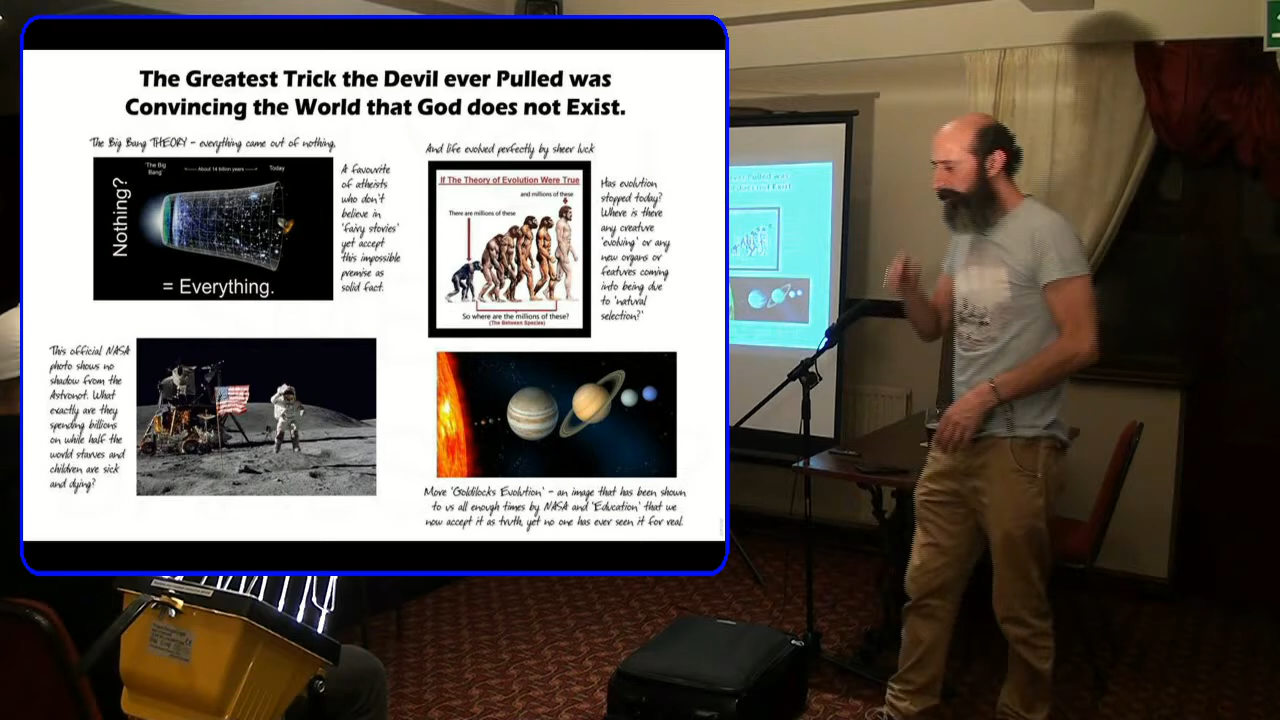 The Greatest Trick the Devil ever Pulled was
Convincing the World that God does not Exist.
The Big Bang THEORY - everything came out of nothing.
'The Big
Bang'
About 14 billion years
Today
Nothing?
= Everything.
A favourite
of atheists
who don't
believe in
'fairy stories'
yet accept
this impossible
premise as
solid fact.
And life evolved perfectly by sheer luck
If The Theory of Evolution Were True
and millions of these
There are millions of these
So where are the millions of these?
(The Between Species)
Has evolution
stopped today?
Where is there
any creature
'evolving' or any
new organs or
features coming
into being due
to 'natural
selection?'
This official NASA
photo shows no
shadow from the
Astronot. What
exactly are they
spending billions
on while half the
world starves and
children are sick
and dying?
More 'Goldilocks Evolution' - an image that has been shown
to us all enough times by NASA and 'Education' that we
now accept it as truth, yet no one has ever seen it for real.